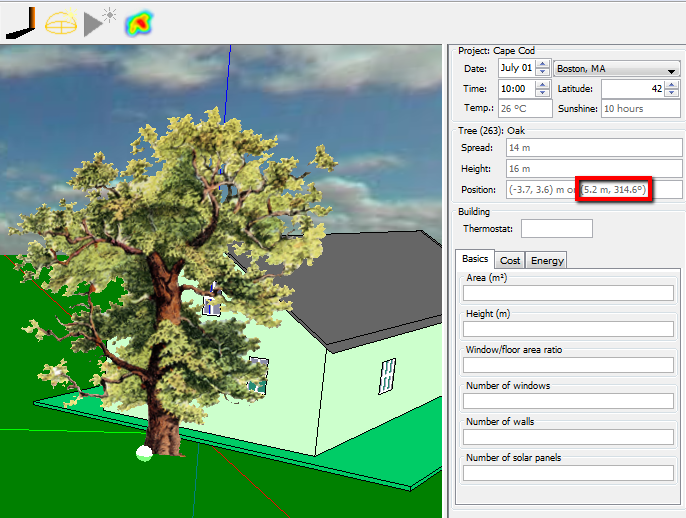 Project: Cape Cod
Date: July 01 Boston, MA
Time: 10:00 Latitude: 42
Temp.: 26 ºC Sunshine: 10 hours
Tree (263): Oak
Spread: 14 m
Height: 16 m
Position: (-3.7, 3.6) m or (5.2 m, 314.6º)
Building
Thermostat:
Basics Cost Energy
Area (m²)
Height (m)
Window/floor area ratio
Number of windows
Number of walls
Number of solar panels